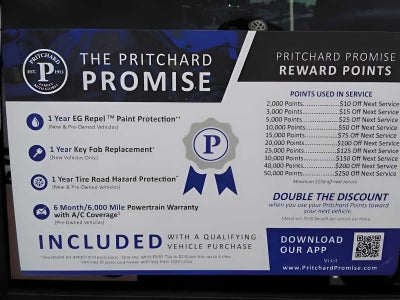 PRITCHARD
EST. 1913
THE PRITCHARD
PROMISE
1 Year EG Repel™ Paint Protection**
(New & Pre-Owned Vehicles)
1 Year Key Fob Replacement*
(New Vehicles Only)
1 Year Tire Road Hazard Protection
(New & Pre-Owned Vehicles)
6 Month/6,000 Mile Powertrain Warranty
with A/C Coverage
(Pre-Owned Vehicles)
P
INCLUDED WITH A QUALIFYING
VEHICLE PURCHASE
PRITCHARD PROMISE
REWARD POINTS
POINTS USED IN SERVICE
2,000 Points $10 Off Next Service
3,000 Points $15 Off Next Service
5,000 Points $25 Off Next Service
10,000 Points $50 Off Next Service
15,000 Points $75 Off Next Service
20,000 Points $100 Off Next Service
25,000 Points $125 Off Next Service
30,000 Points $150 Off Next Service
40,000 Points $200 Off Next Service
50,000 Points $250 Off Next Service
Maximum $250 off next service
DOUBLE THE DISCOUNT
when you use your Pritchard Points toward
your next vehicle.
DOWNLOAD
OUR APP
Visit
www.PritchardPromise.com